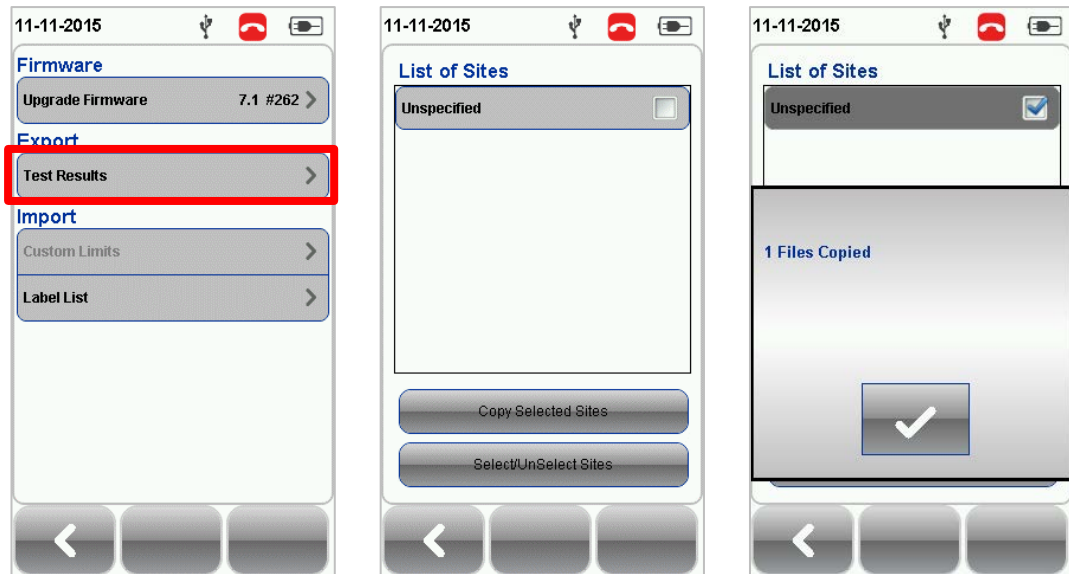 11-11-2015
Firmware
Upgrade Firmware 7.1 #262
Export
Test Results
Import
Custom Limits
Label List
11-11-2015
List of Sites
Unspecified
Copy Selected Sites
Select/UnSelect Sites
11-11-2015
List of Sites
Unspecified
1 Files Copied